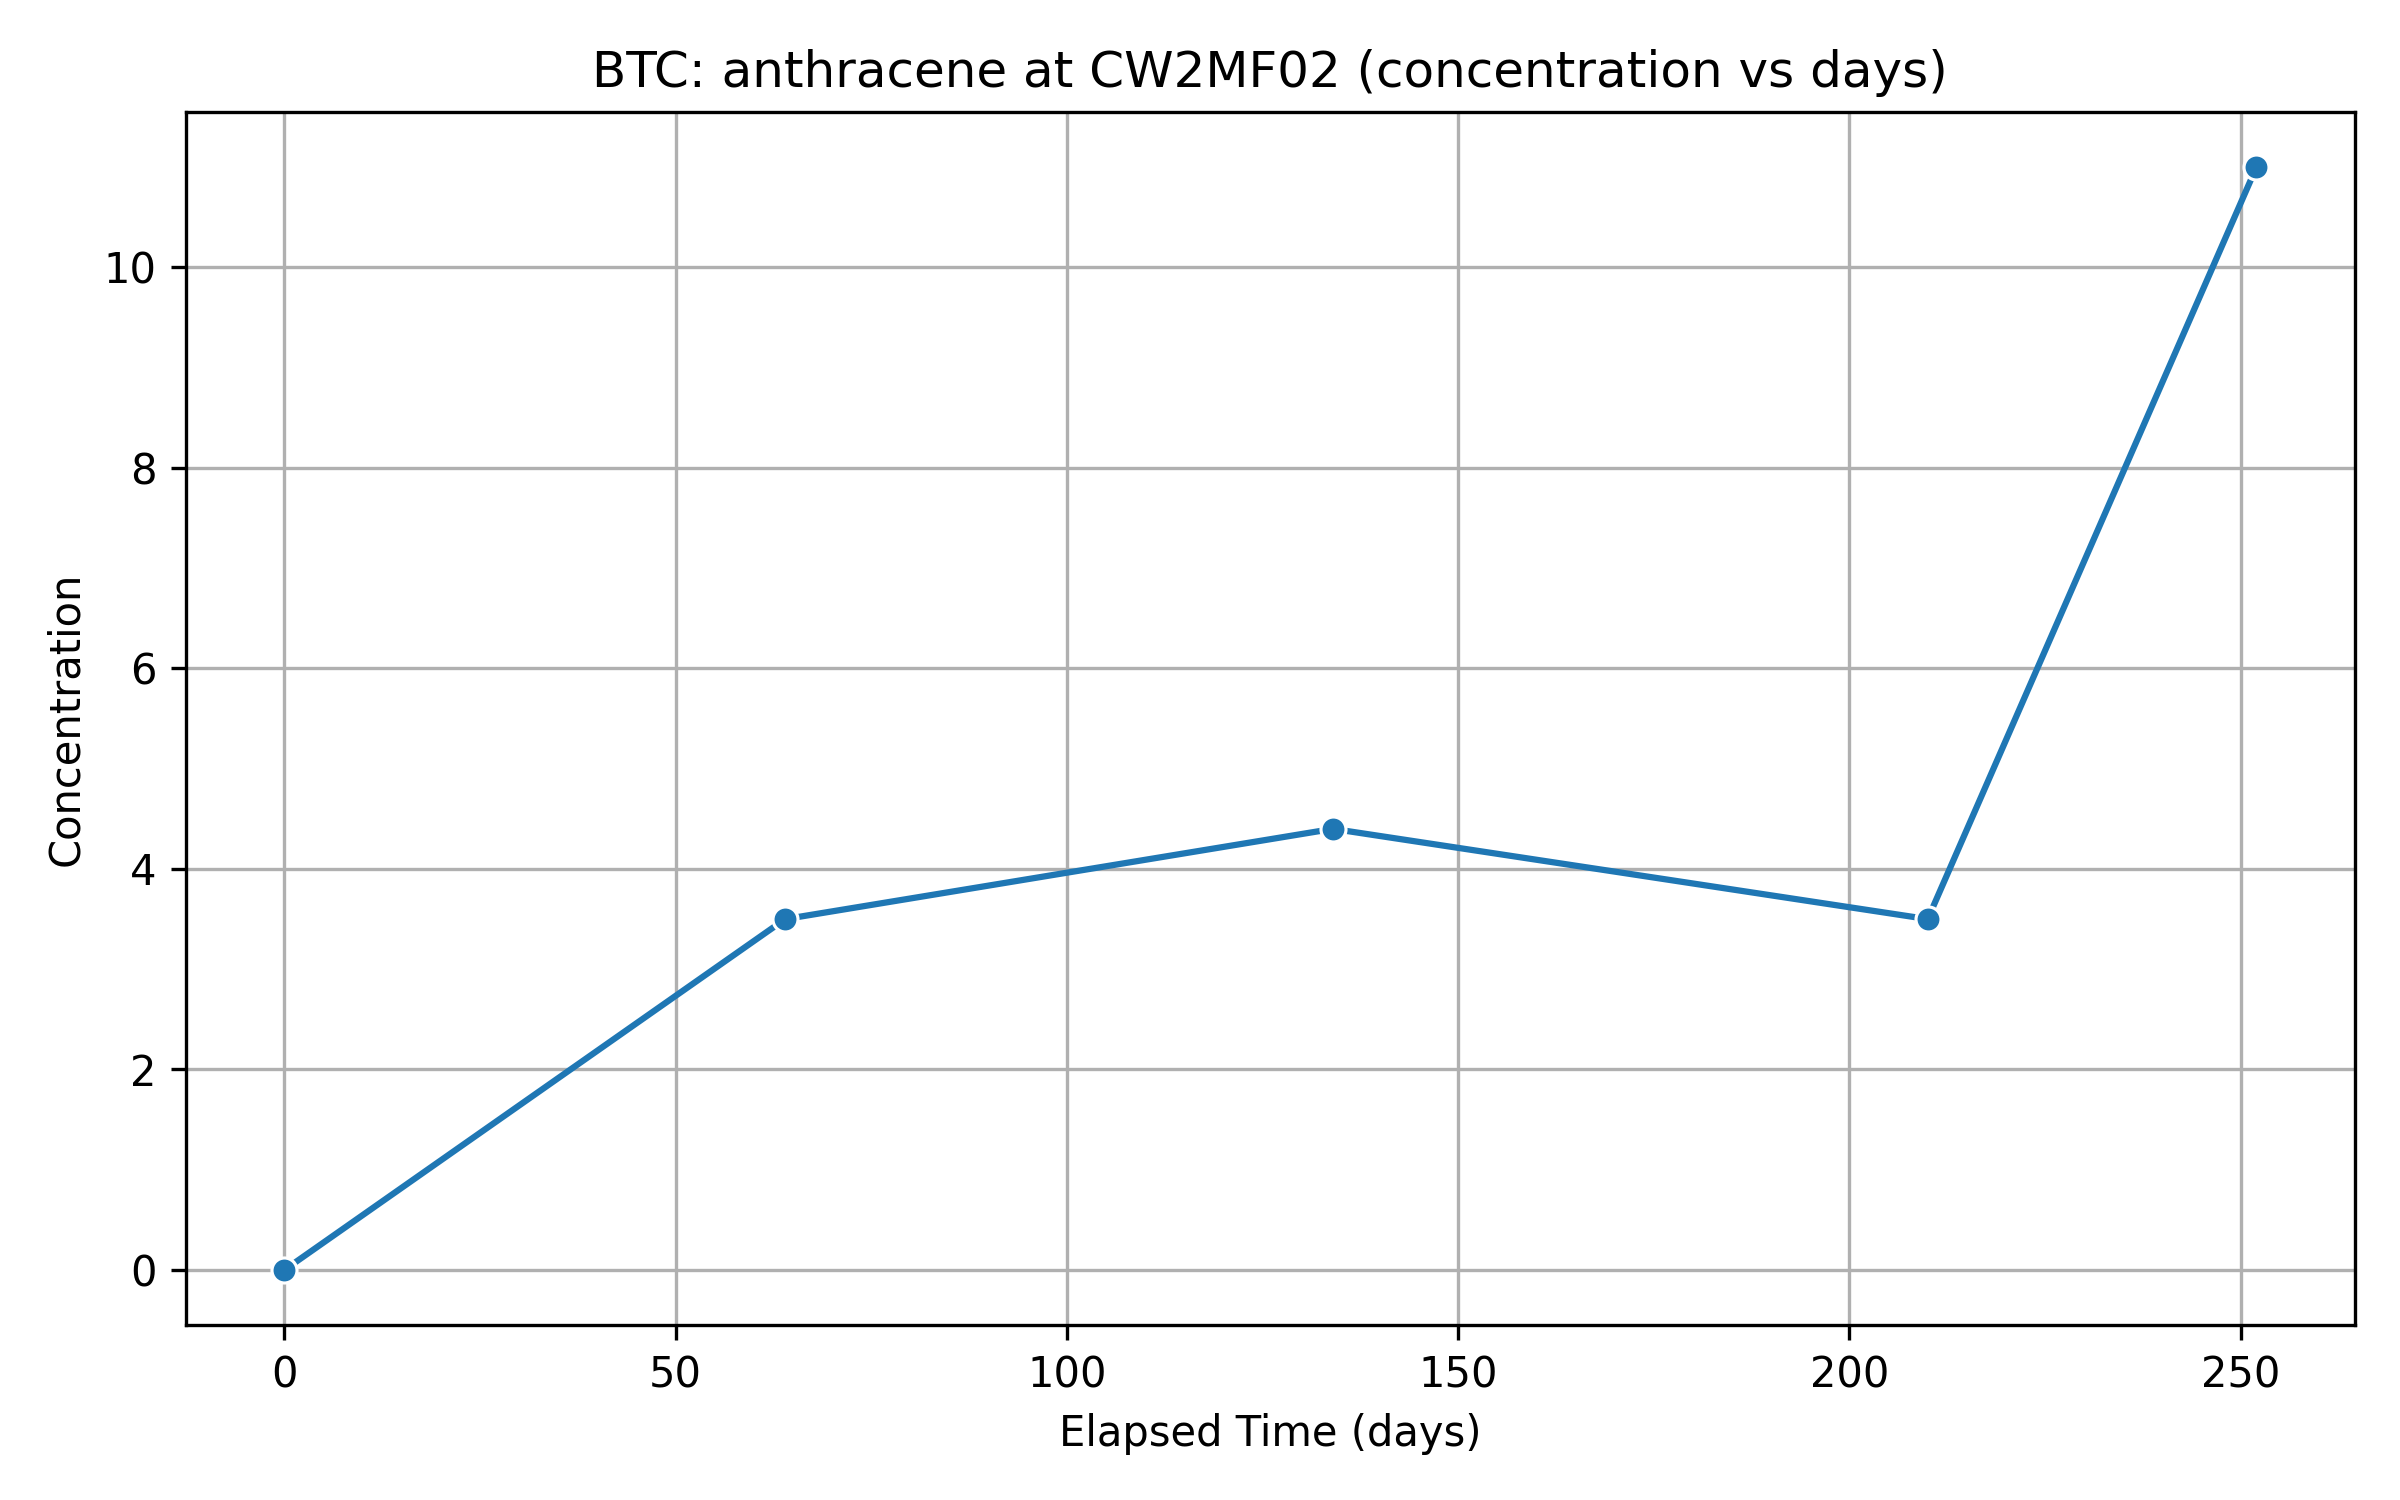 BTC: anthracene at CW2MF02 (concentration vs days)
Concentration
10
8
6
4
2
0
0 50 100 150 200 250
Elapsed Time (days)